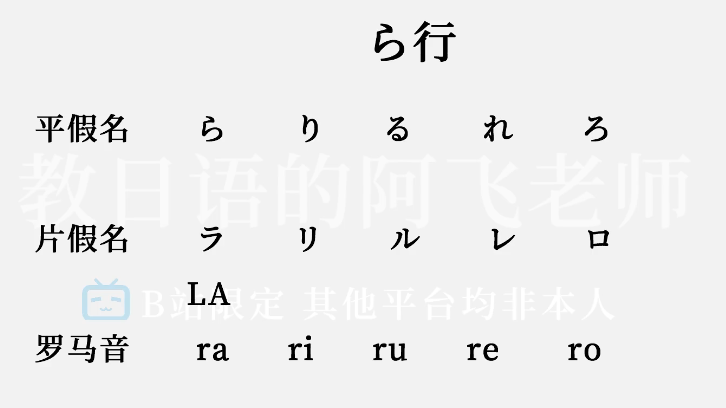 ら行
平假名 ら り る れ ろ
教日语的阿飞老师
片假名 ラ リ ル レ ロ
LA
B站限定 其他平台均非本人
罗马音 ra ri ru re ro